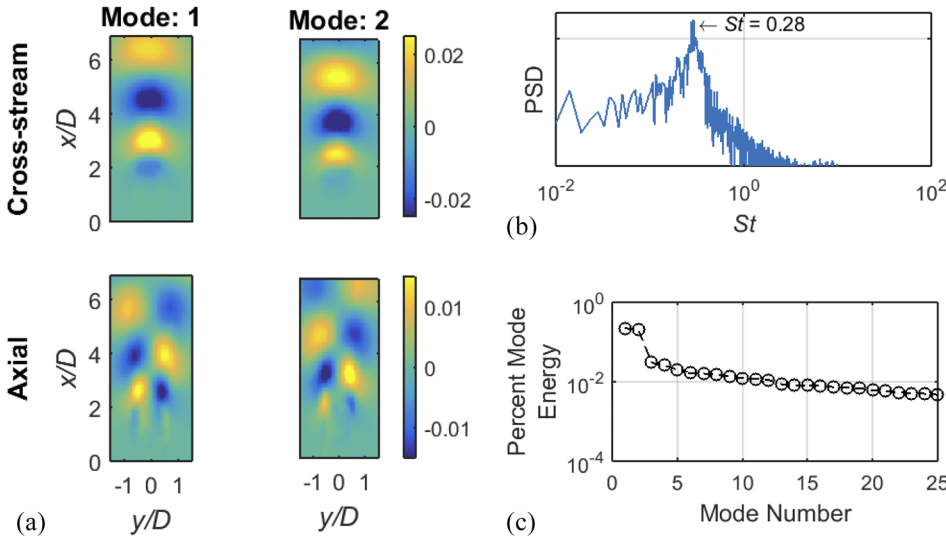 Mode: 1
Mode: 2
Cross-stream
x/D
6
4
2
0
0.02
0
-0.02
Axial
x/D
6
4
2
0
-1 0 1
y/D
-1 0 1
y/D
0.01
0
-0.01
(a)
PSD
← St = 0.28
10^-2
10^0
10^2
St
(b)
Percent Mode
Energy
10^0
10^-2
10^-4
0 5 10 15 20 25
Mode Number
(c)